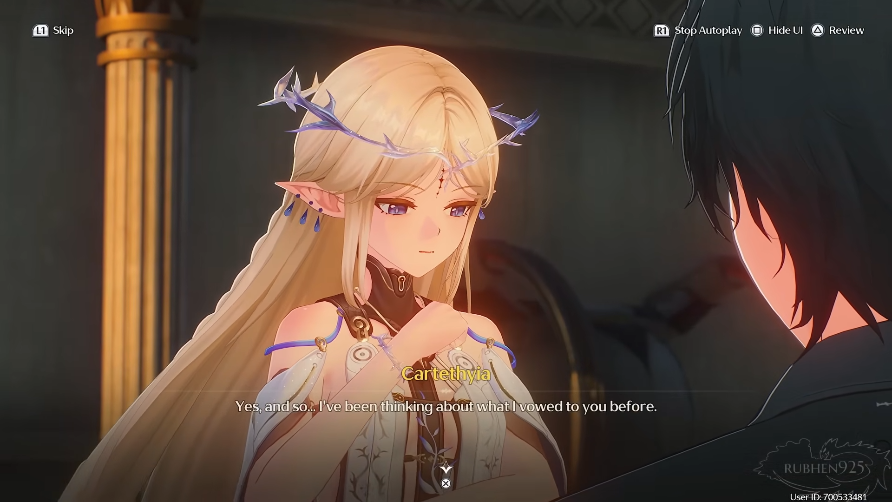 L1 Skip
R1 Stop Autoplay Hide UI Review
Cartethyia
Yes, and so... I've been thinking about what I vowed to you before.
RUBHEN925
User ID: 700533481